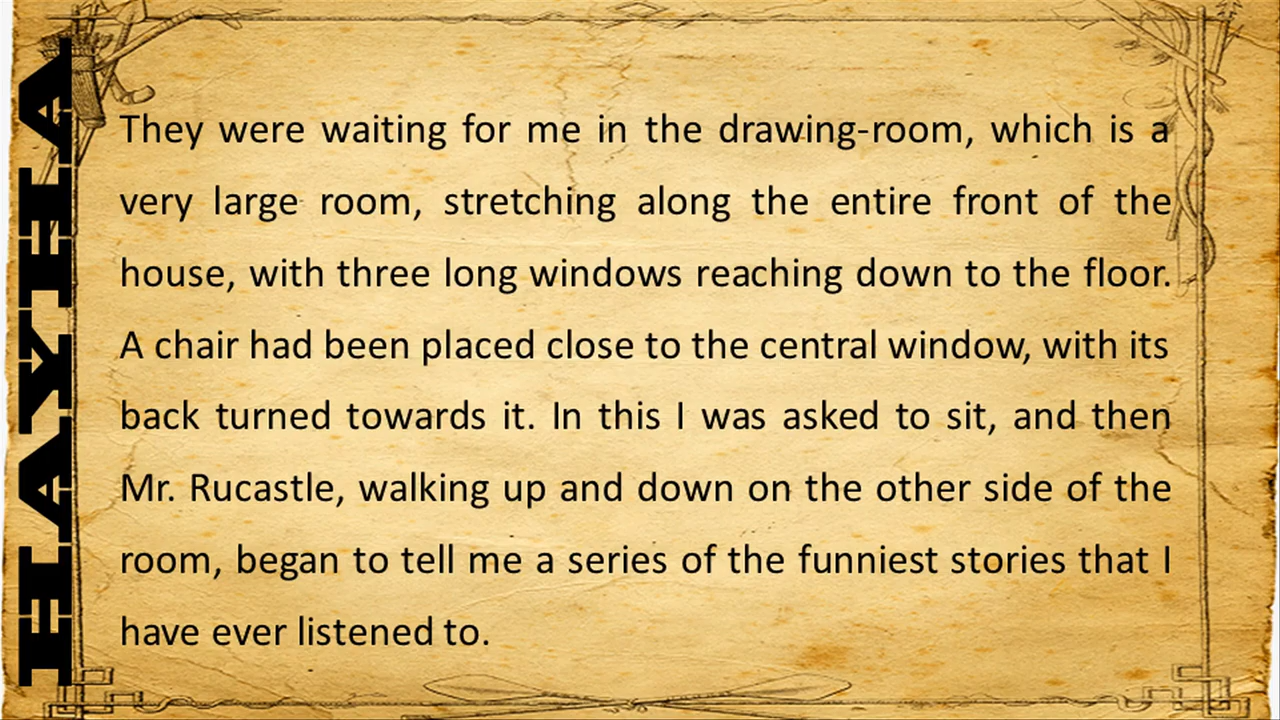 HAYHA
They were waiting for me in the drawing-room, which is a
very large room, stretching along the entire front of the
house, with three long windows reaching down to the floor.
A chair had been placed close to the central window, with its
back turned towards it. In this I was asked to sit, and then
Mr. Rucastle, walking up and down on the other side of the
room, began to tell me a series of the funniest stories that I
have ever listened to.